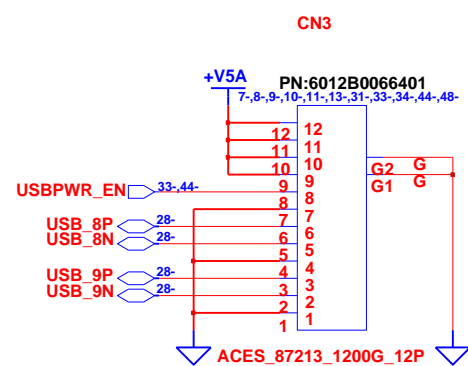 CN3
+V5A
PN:6012B0066401
7-,8-,9-,10-,11-,13-,31-,33-,34-,44-,48-
12 12
11 11
10 10 G2 G
9 9 G1 G
USBPWR_EN 33-,44-
8 8
7 7
USB_8P 28-
6 6
USB_8N 28-
5 5
4 4
USB_9P 28-
3 3
USB_9N 28-
2 2
1 1
ACES_87213_1200G_12P